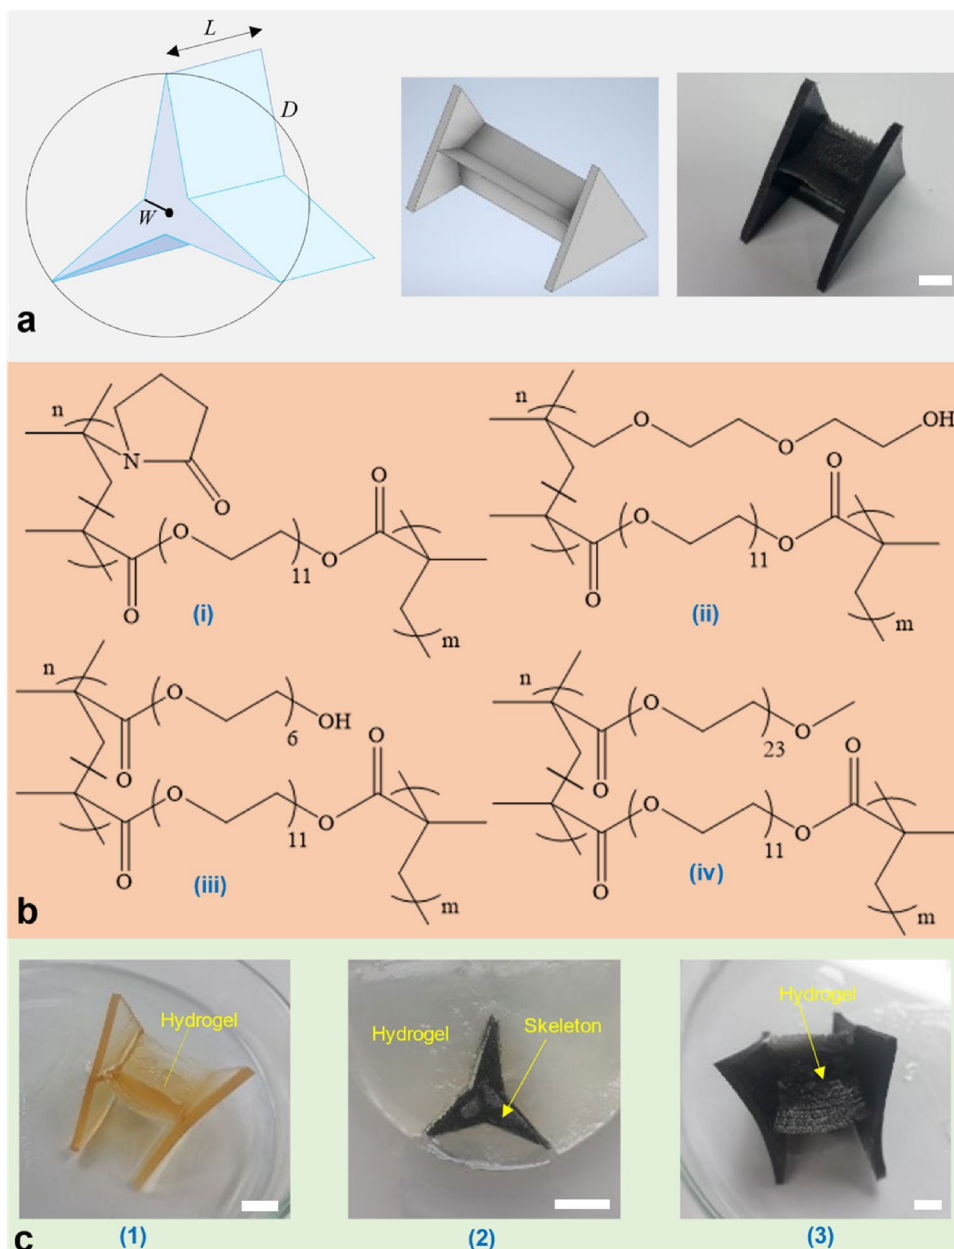 L
D
W
a
n
N
O
O
O
11
O
O
m
(i)
n
O
O
OH
O
O
11
O
O
m
(ii)
n
O
6
OH
O
O
O
11
O
O
m
(iii)
n
O
23
O
O
O
O
11
O
O
m
(iv)
b
Hydrogel
(1)
Hydrogel
Skeleton
(2)
Hydrogel
(3)
c